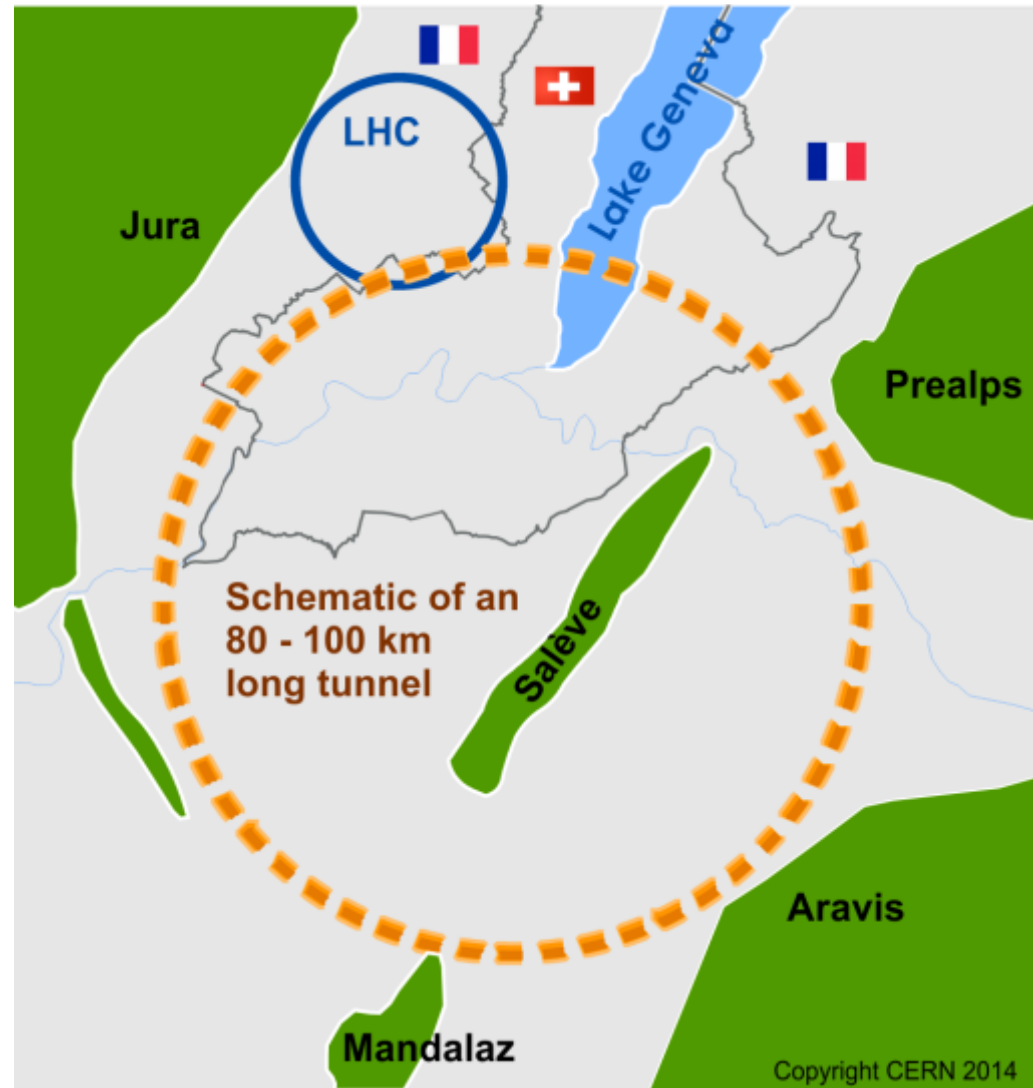 LHC
Lake Geneva
Jura
Prealps
Schematic of an
80 - 100 km
long tunnel
Salève
Aravis
Mandalaz
Copyright CERN 2014